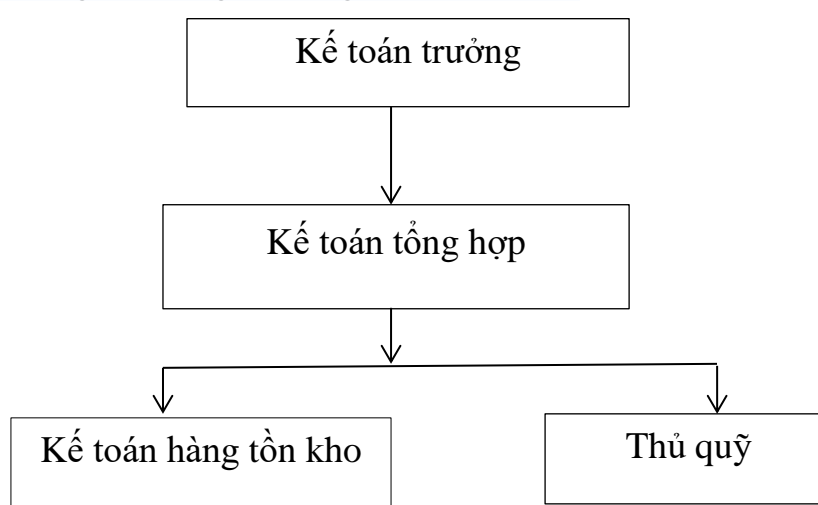 Kế toán trưởng
Kế toán tổng hợp
Kế toán hàng tồn kho
Thủ quỹ